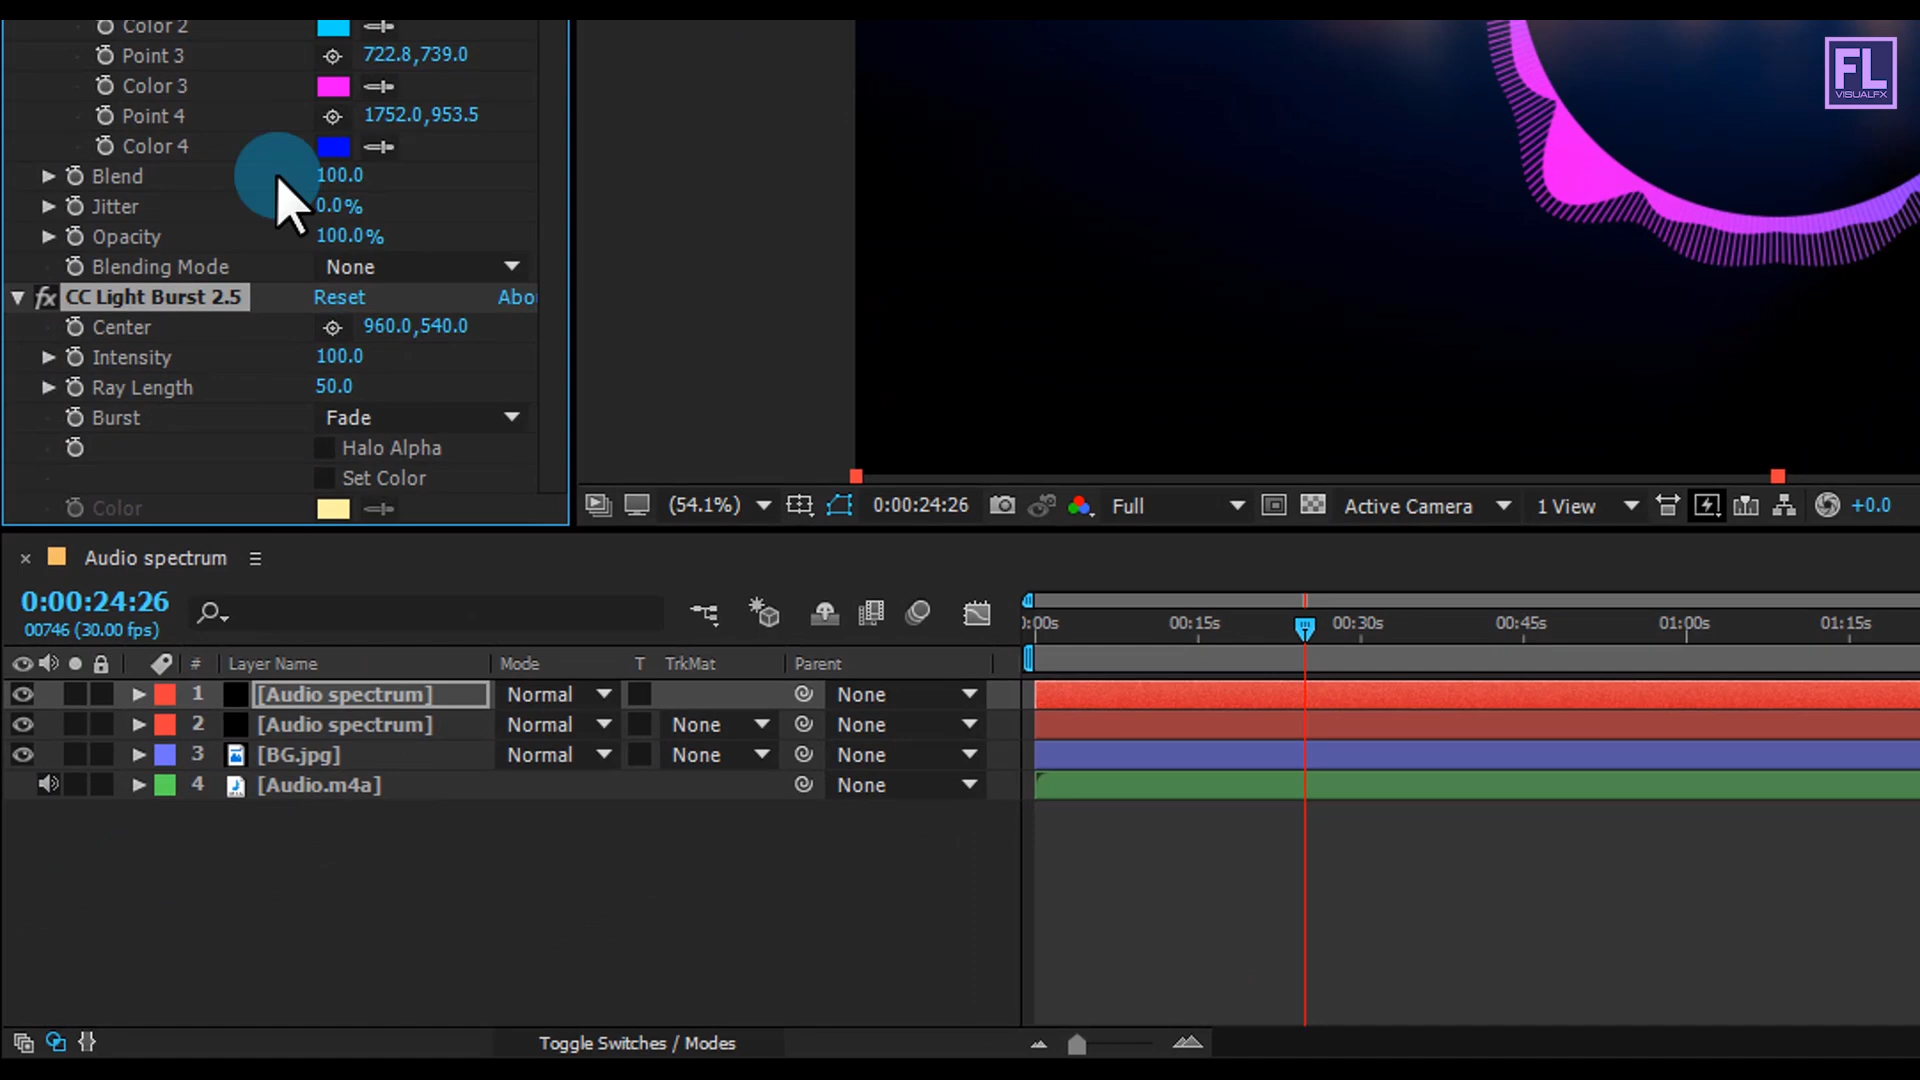 Color 2
Point 3 722.8,739.0
Color 3
Point 4 1752.0,953.5
Color 4
Blend 100.0
Jitter 0.0%
Opacity 100.0%
Blending Mode None
fx CC Light Burst 2.5 Reset Abo
Center 960.0,540.0
Intensity 100.0
Ray Length 50.0
Burst Fade
Halo Alpha
Set Color
Color
FL
VISUALFX
(54.1%) 0:00:24:26 Full Active Camera 1 View +0.0
× Audio spectrum
0:00:24:26
00746 (30.00 fps)
0:00s 00:15s 00:30s 00:45s 01:00s 01:15s
# Layer Name Mode T TrkMat Parent
1 [Audio spectrum] Normal None
2 [Audio spectrum] Normal None None
3 [BG.jpg] Normal None None
4 [Audio.m4a] None
Toggle Switches / Modes